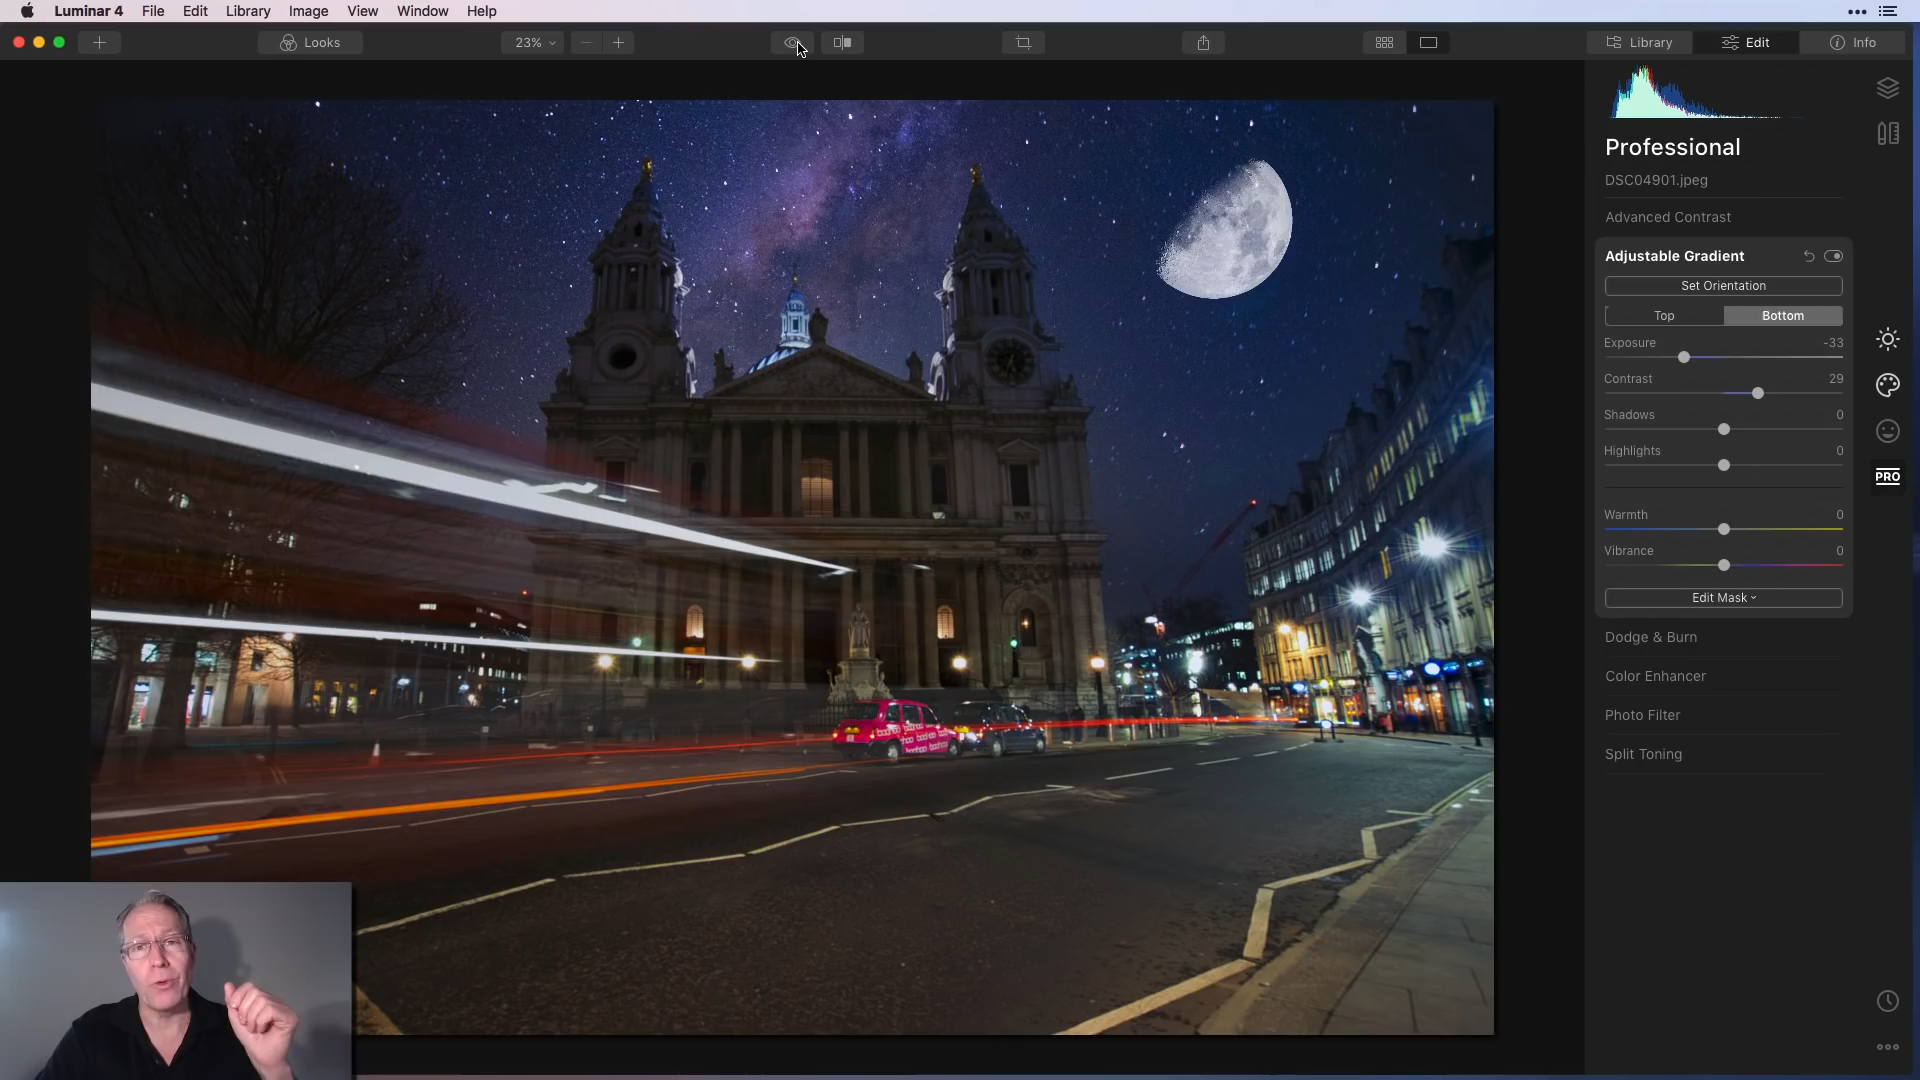 Luminar 4 File Edit Library Image View Window Help
Looks 23% Library Edit Info
Professional
DSC04901.jpeg
Advanced Contrast
Adjustable Gradient
Set Orientation
Top Bottom
Exposure -33
Contrast 29
Shadows 0
Highlights 0
PRO
Warmth 0
Vibrance 0
Edit Mask
Dodge & Burn
Color Enhancer
Photo Filter
Split Toning